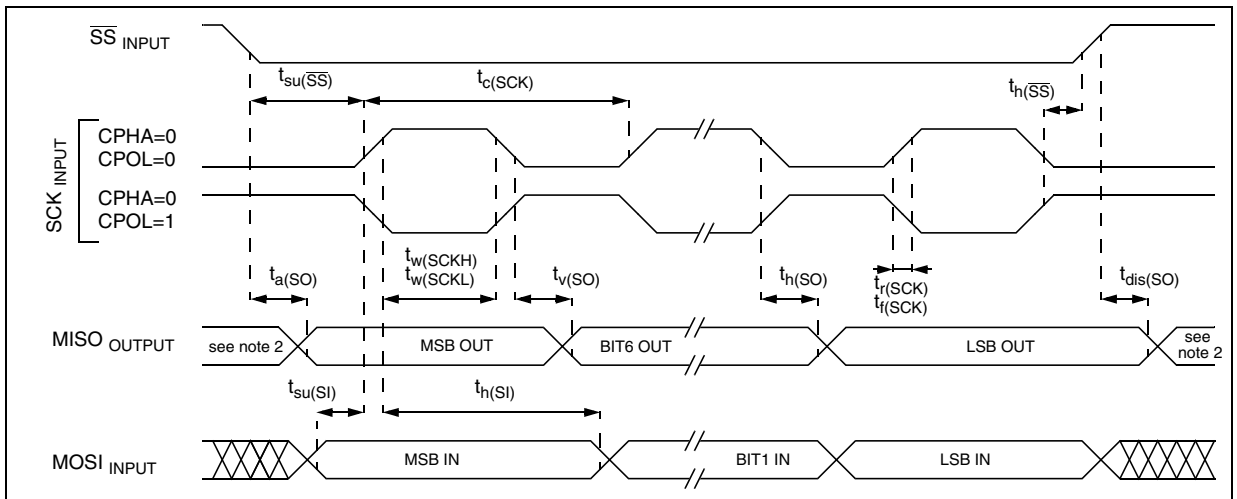 SS INPUT
tsu(SS)
tc(SCK)
th(SS)
SCK INPUT
CPHA=0
CPOL=0
CPHA=0
CPOL=1
ta(SO)
tw(SCKH)
tw(SCKL)
tv(SO)
th(SO)
tr(SCK)
tf(SCK)
tdis(SO)
MISO OUTPUT
see note 2
MSB OUT
BIT6 OUT
LSB OUT
see
note 2
tsu(SI)
th(SI)
MOSI INPUT
MSB IN
BIT1 IN
LSB IN